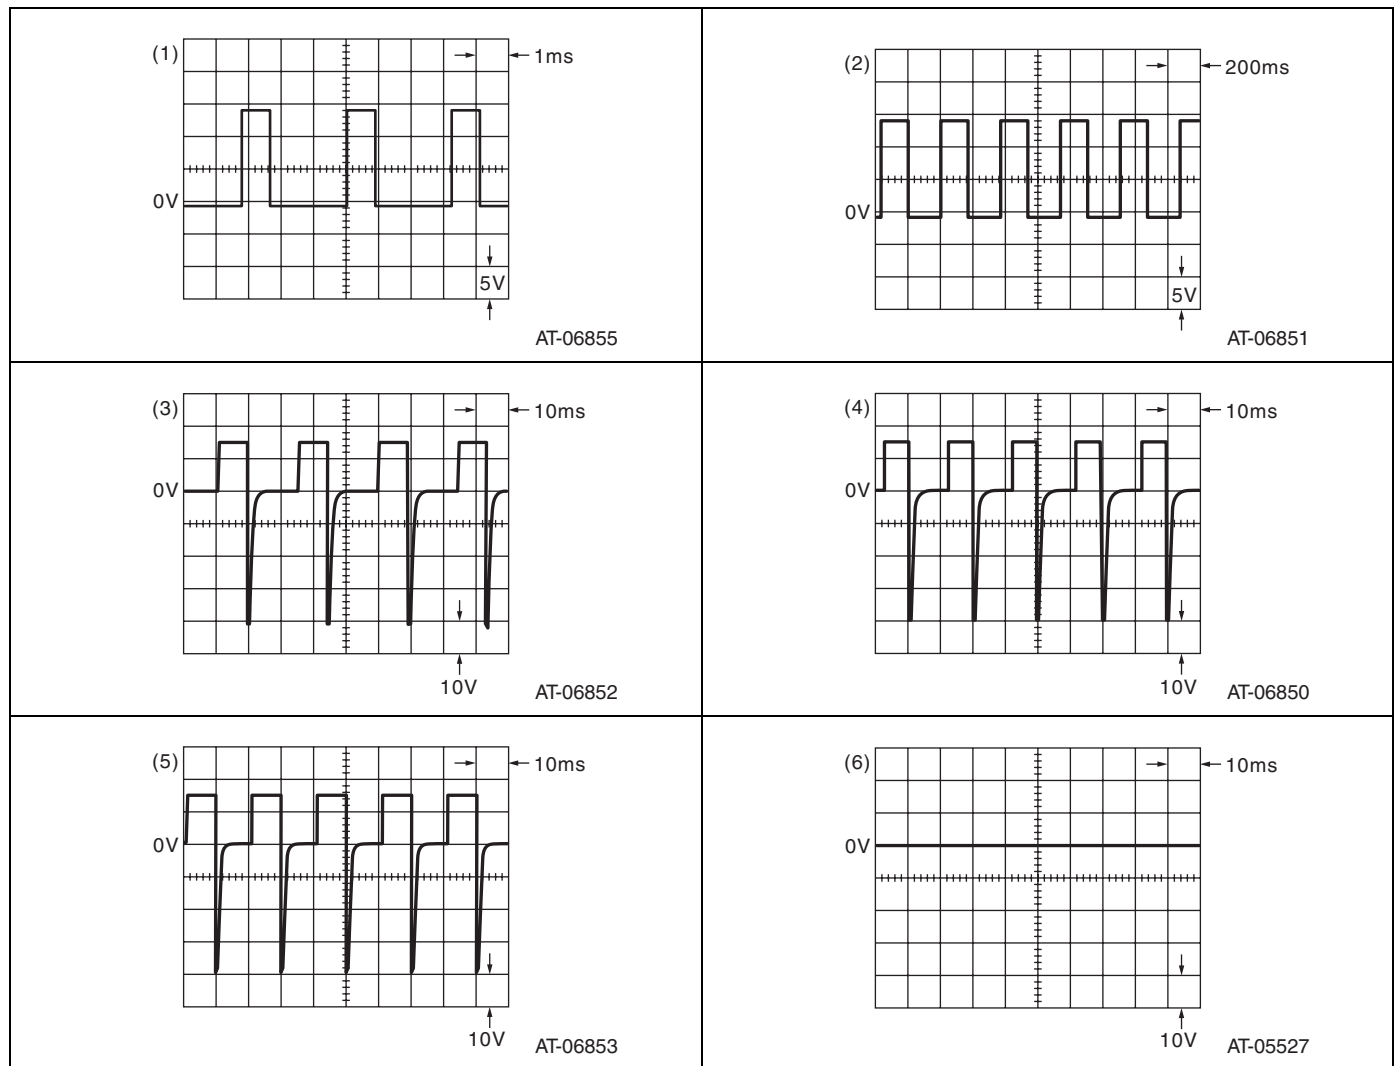 (1)
1ms
0V
5V
AT-06855
(2)
200ms
0V
5V
AT-06851
(3)
10ms
0V
10V
AT-06852
(4)
10ms
0V
10V
AT-06850
(5)
10ms
0V
10V
AT-06853
(6)
10ms
0V
10V
AT-05527